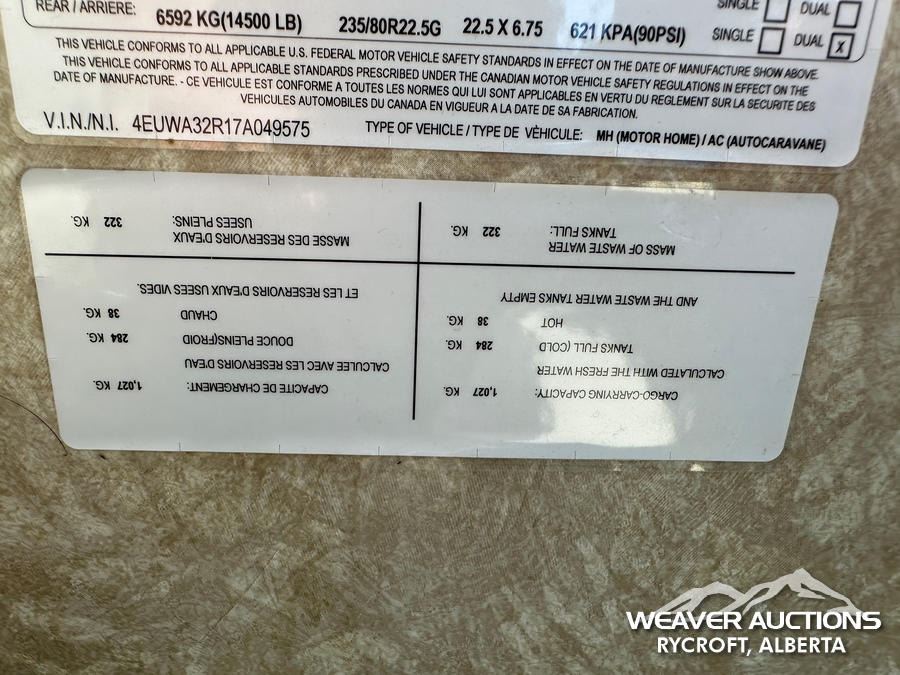 SINGLE DUAL
REAR / ARRIERE: 6592 KG(14500 LB) 235/80R22.5G 22.5 X 6.75 621 KPA(90PSI) SINGLE DUAL X
THIS VEHICLE CONFORMS TO ALL APPLICABLE U.S. FEDERAL MOTOR VEHICLE SAFETY STANDARDS IN EFFECT ON THE DATE OF MANUFACTURE SHOW ABOVE.
THIS VEHICLE CONFORMS TO ALL APPLICABLE STANDARDS PRESCRIBED UNDER THE CANADIAN MOTOR VEHICLE SAFETY REGULATIONS IN EFFECT ON THE
DATE OF MANUFACTURE. - CE VEHICULE EST CONFORME A TOUTES LES NORMES QUI LUI SONT APPLICABLES EN VERTU DU REGLEMENT SUR LA SECURITE DES
VEHICULES AUTOMOBILES DU CANADA EN VIGUEUR A LA DATE DE SA FABRICATION.
V.I.N./N.I. 4EUWA32R17A049575 TYPE OF VEHICLE / TYPE DE VÈHICULE: MH (MOTOR HOME) / AC (AUTOCARAVANE)
CARGO-CARRYING CAPACITY: 1,027 KG.
CALCULATED WITH THE FRESH WATER
TANKS FULL (COLD 284 KG.
HOT 38 KG.
AND THE WASTE WATER TANKS EMPTY
MASS OF WASTE WATER
TANKS FULL: 322 KG.
CAPACITE DE CHARGEMENT: 1,027 KG.
CALCULEE AVEC LES RESERVOIRS D'EAU
DOUCE PLEINS(FROID 284 KG.
CHAUD 38 KG.
ET LES RESERVOIRS D'EAUX USEES VIDES.
MASSE DES RESERVOIRS D'EAUX
USEES PLEINS: 322 KG.
WEAVER AUCTIONS
RYCROFT, ALBERTA